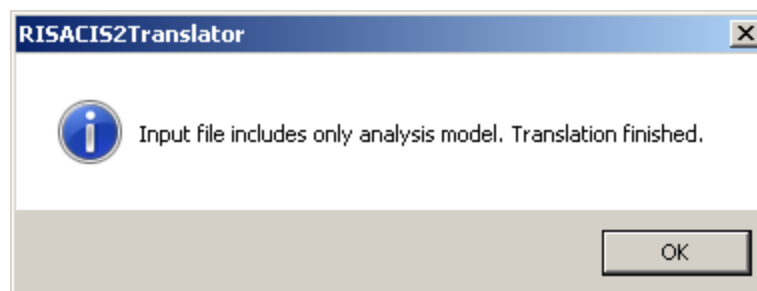 RISACIS2Translator
Input file includes only analysis model. Translation finished.
OK